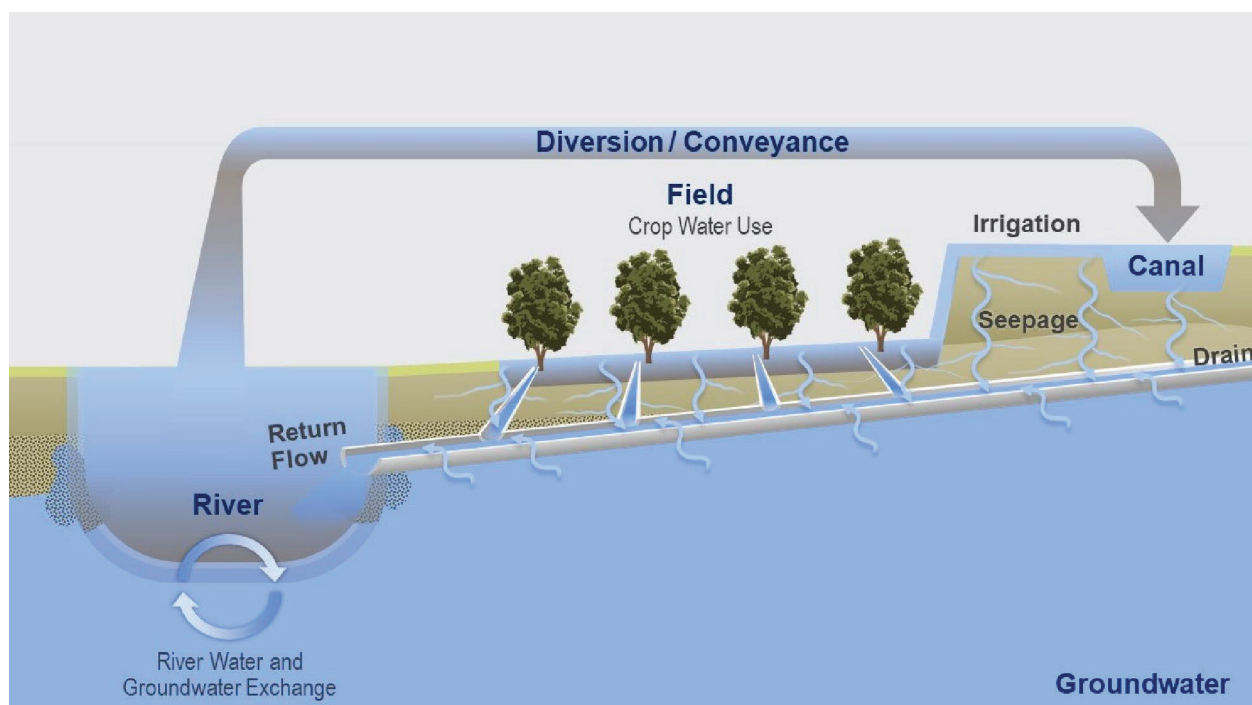 Diversion / Conveyance
Field
Crop Water Use
Irrigation
Canal
Seepage
Drain
Return
Flow
River
River Water and
Groundwater Exchange
Groundwater